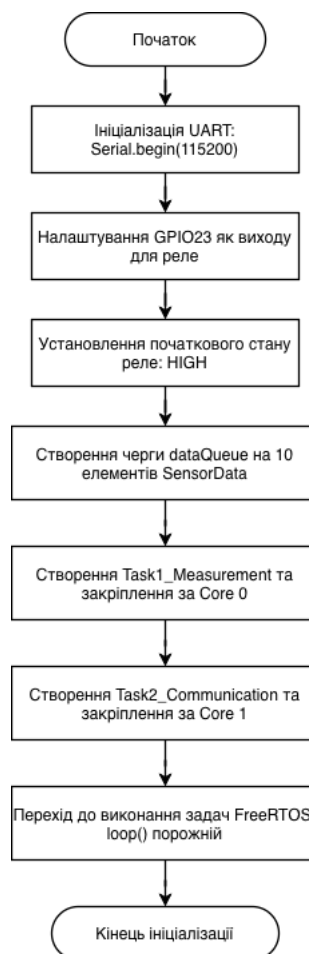 Початок
Ініціалізація UART:
Serial.begin(115200)
Налаштування GPIO23 як виходу
для реле
Установлення початкового стану
реле: HIGH
Створення черги dataQueue на 10
елементів SensorData
Створення Task1_Measurement та
закріплення за Core 0
Створення Task2_Communication та
закріплення за Core 1
Перехід до виконання задач FreeRTOS
loop() порожній
Кінець ініціалізації